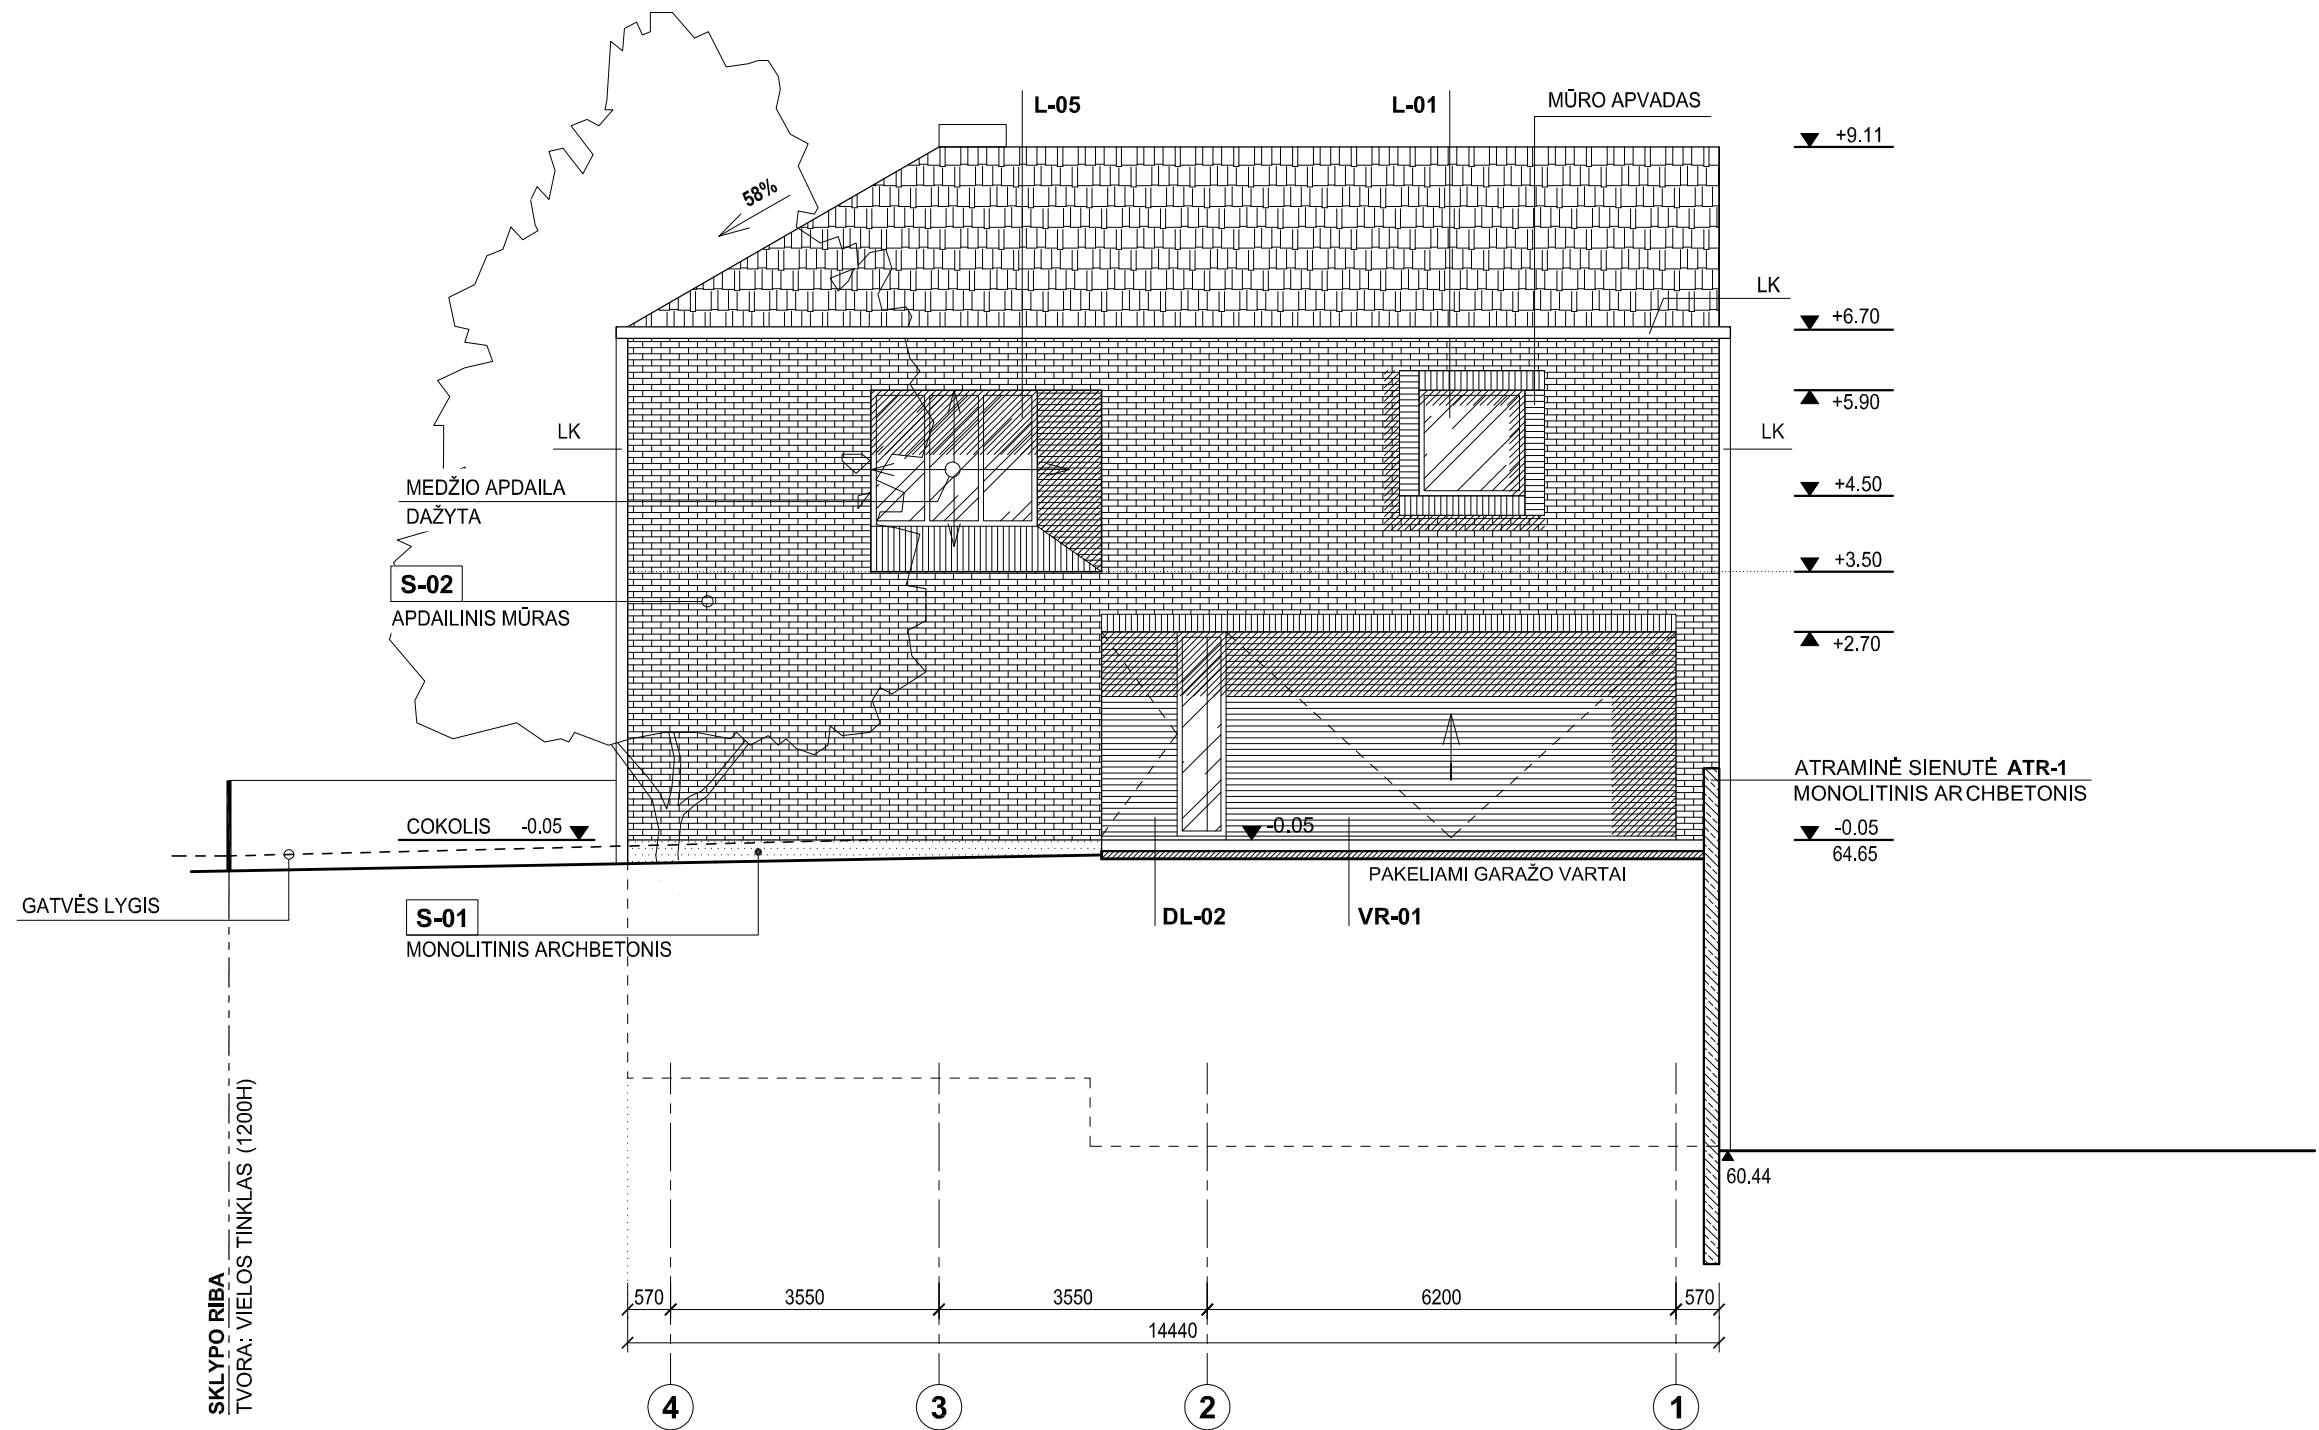 L-05
L-01
MŪRO APVADAS
+9.11
58%
LK
+6.70
+5.90
LK
LK
MEDŽIO APDAILA
DAŽYTA
+4.50
+3.50
S-02
APDAILINIS MŪRAS
+2.70
ATRAMINĖ SIENUTĖ ATR-1
MONOLITINIS ARCHBETONIS
COKOLIS -0.05
-0.05
-0.05
64.65
PAKELIAMI GARAŽO VARTAI
GATVĖS LYGIS
S-01
MONOLITINIS ARCHBETONIS
DL-02
VR-01
60.44
SKLYPO RIBA
TVORA: VIELOS TINKLAS (1200H)
570 3550 3550 6200 570
14440
4 3 2 1